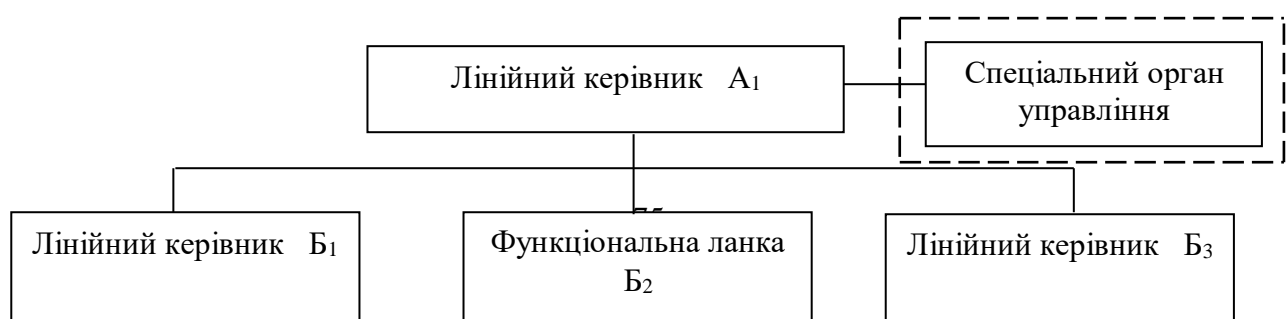 Лінійний керівник А₁
Спеціальний орган
управління
Лінійний керівник Б₁
Функціональна ланка
Б₂
Лінійний керівник Б₃